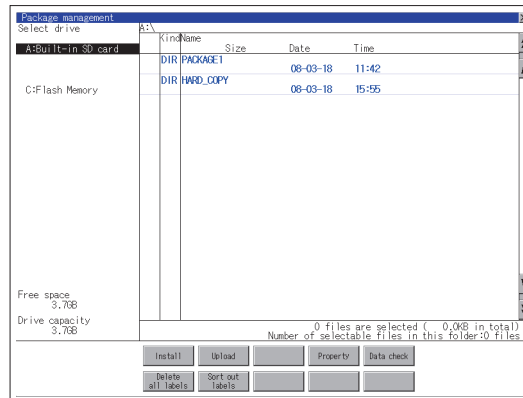 Package management
Select drive
A:\
Kind Name
Size Date Time
A:Built-in SD card
DIR PACKAGE1
08-03-18 11:42
DIR HARD_COPY
08-03-18 15:55
C:Flash Memory
Free space
3.7GB
Drive capacity
3.7GB
0 files are selected ( 0.0KB in total)
Number of selectable files in this folder:0 files
Install Upload Property Data check
Delete all labels
Sort out labels